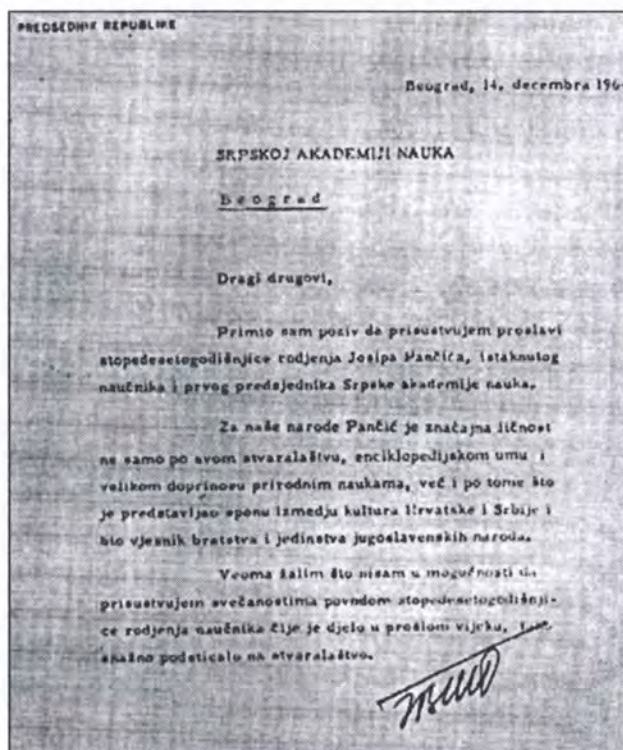 PREDSEDNIK REPUBLIKE
Beograd, 14. decembra 196
SRPSKOJ AKADEMIJI NAUKA
Beograd
Dragi drugovi,
Primio sam poziv da prisustvujem proslavi
stopedesetogodišnjice rodjenja Josipa Pančića, istaknutog
naučnika i prvog predsjednika Srpske akademije nauka.
Za naše narode Pančić je značajna ličnost
ne samo po svom stvaralaštvu, enciklopedijskom umu i
velikom doprinosu prirodnim naukama, već i po tome što
je predstavljao sponu izmedju kultura Hrvatske i Srbije i
bio vjesnik bratstva i jedinstva jugoslavenskih naroda.
Veoma žalim što nisam u mogućnosti da
prisustvujem svečanostima povodom stopedesetogodišnji-
ce rodjenja naučnika čije je djelo u prošlom vijeku,
snažno podsticalo na stvaralaštvo.